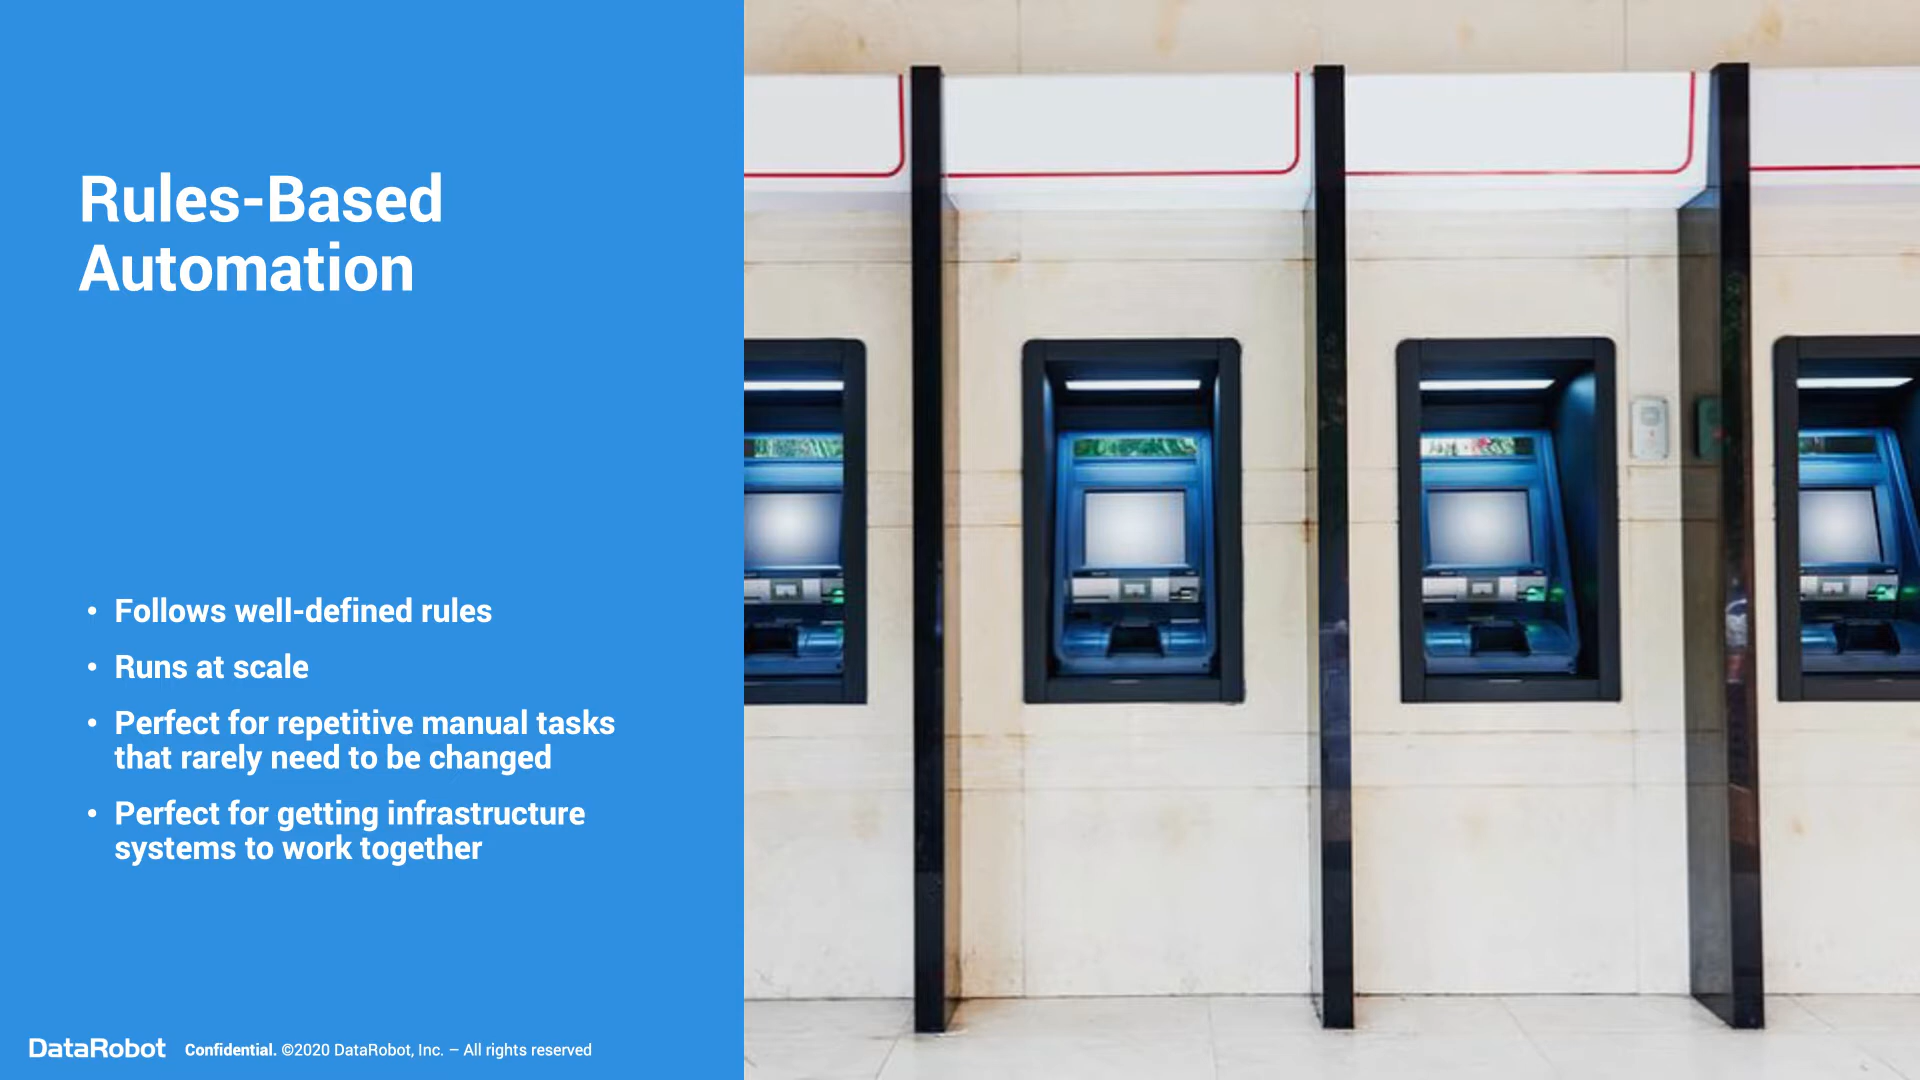 Rules-Based
Automation
• Follows well-defined rules
• Runs at scale
• Perfect for repetitive manual tasks
that rarely need to be changed
• Perfect for getting infrastructure
systems to work together
DataRobot Confidential. ©2020 DataRobot, Inc. – All rights reserved